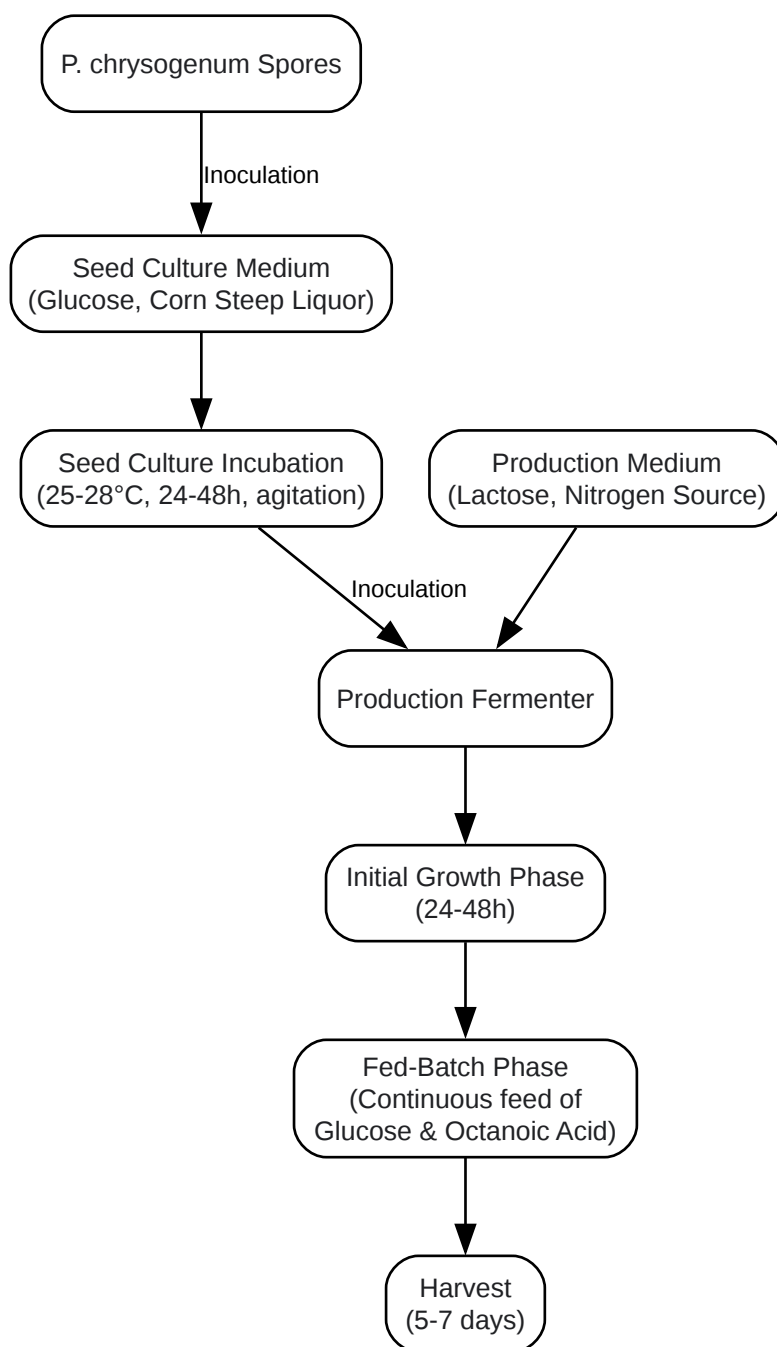 P. chrysogenum Spores
Inoculation
Seed Culture Medium
(Glucose, Corn Steep Liquor)
Seed Culture Incubation
(25-28°C, 24-48h, agitation)
Production Medium
(Lactose, Nitrogen Source)
Inoculation
Production Fermenter
Initial Growth Phase
(24-48h)
Fed-Batch Phase
(Continuous feed of
Glucose & Octanoic Acid)
Harvest
(5-7 days)